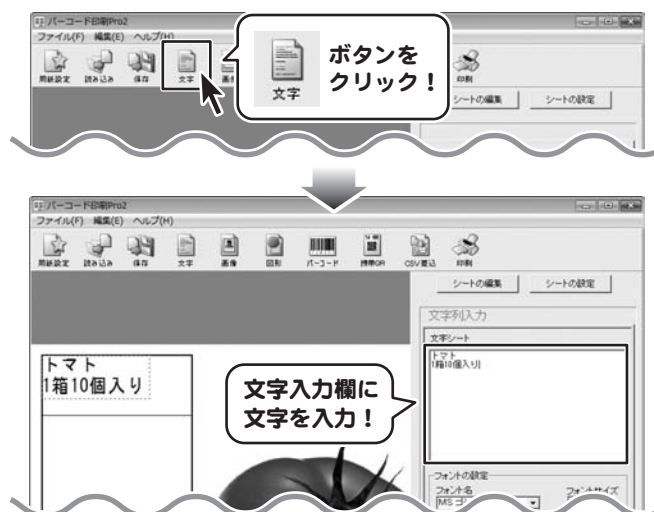 バーコード印刷Pro2
ファイル(F) 編集(E) ヘルプ(H)
用紙設定 読み込み 保存 文字 画像 印刷
文字
ボタンを
クリック！
シートの編集 シートの設定
バーコード印刷Pro2
ファイル(F) 編集(E) ヘルプ(H)
用紙設定 読み込み 保存 文字 画像 図形 バーコード 携帯QR CSV差込 印刷
シートの編集 シートの設定
文字列入力
文字シート
トマト
1箱10個入り
トマト
1箱10個入り
文字入力欄に
文字を入力！
フォントの設定
フォント名 フォントサイズ
MS ゴ